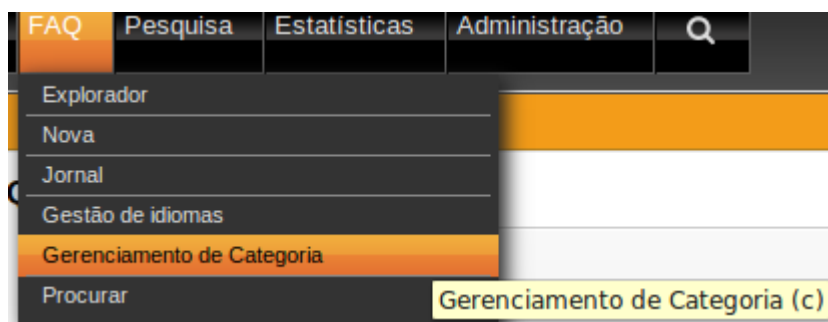 FAQ Pesquisa Estatísticas Administração
Explorador
Nova
Jornal
Gestão de idiomas
Gerenciamento de Categoria
Procurar
Gerenciamento de Categoria (c)